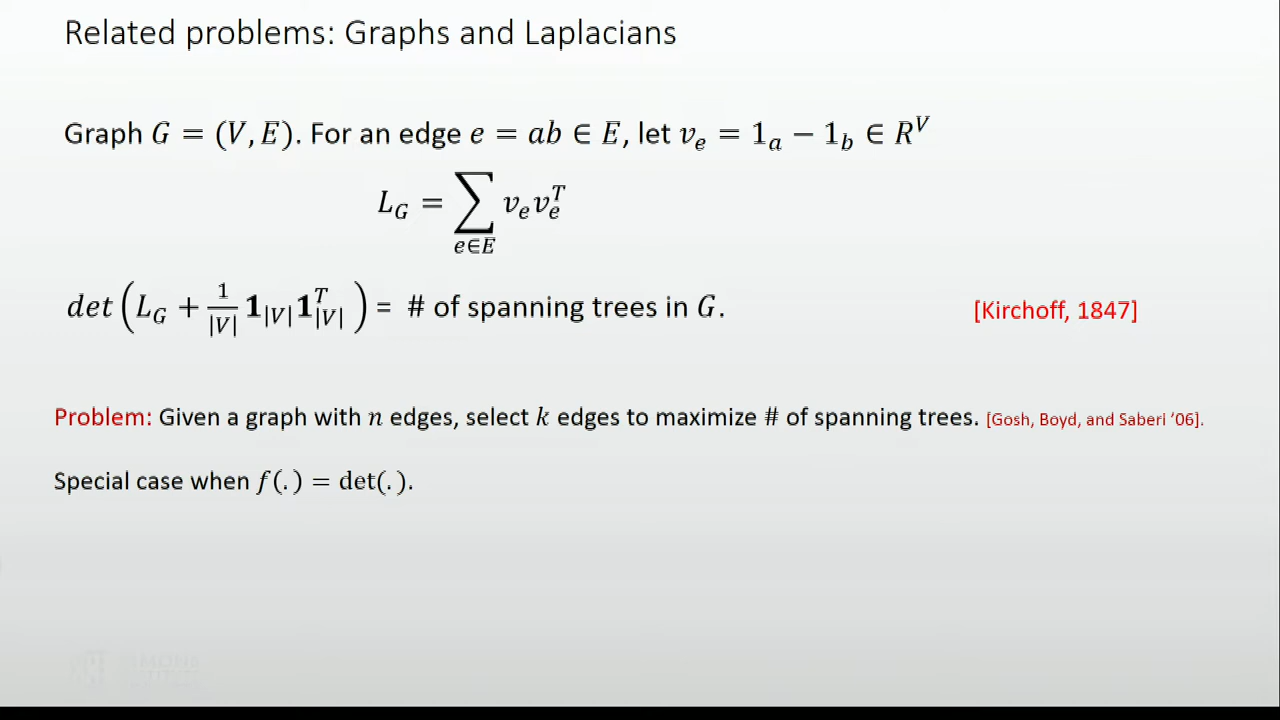 Related problems: Graphs and Laplacians
Graph G = (V, E). For an edge e = ab ∈ E, let v_e = 1_a − 1_b ∈ R^V
L_G = ∑_{e∈E} v_e v_e^T
det(L_G + 1/|V| 𝟏_{|V|} 𝟏_{|V|}^T) = # of spanning trees in G. [Kirchoff, 1847]
Problem: Given a graph with n edges, select k edges to maximize # of spanning trees. [Gosh, Boyd, and Saberi ’06].
Special case when f(.) = det(.).